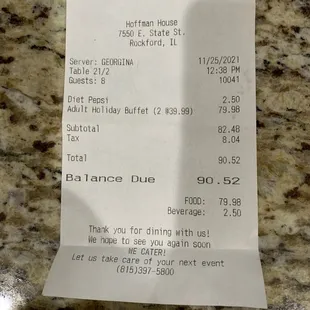 Hoffman House
7550 E. State St.
Rockford, IL
Server: GEORGINA 11/25/2021
Table 21/2 12:38 PM
Guests: 8 10041
Diet Pepsi 2.50
Adult Holiday Buffet (2 @39.99) 79.98
Subtotal 82.48
Tax 8.04
Total 90.52
Balance Due 90.52
FOOD: 79.98
Beverage: 2.50
Thank you for dining with us!
We hope to see you again soon
WE CATER!
Let us take care of your next event
(815)397-5800